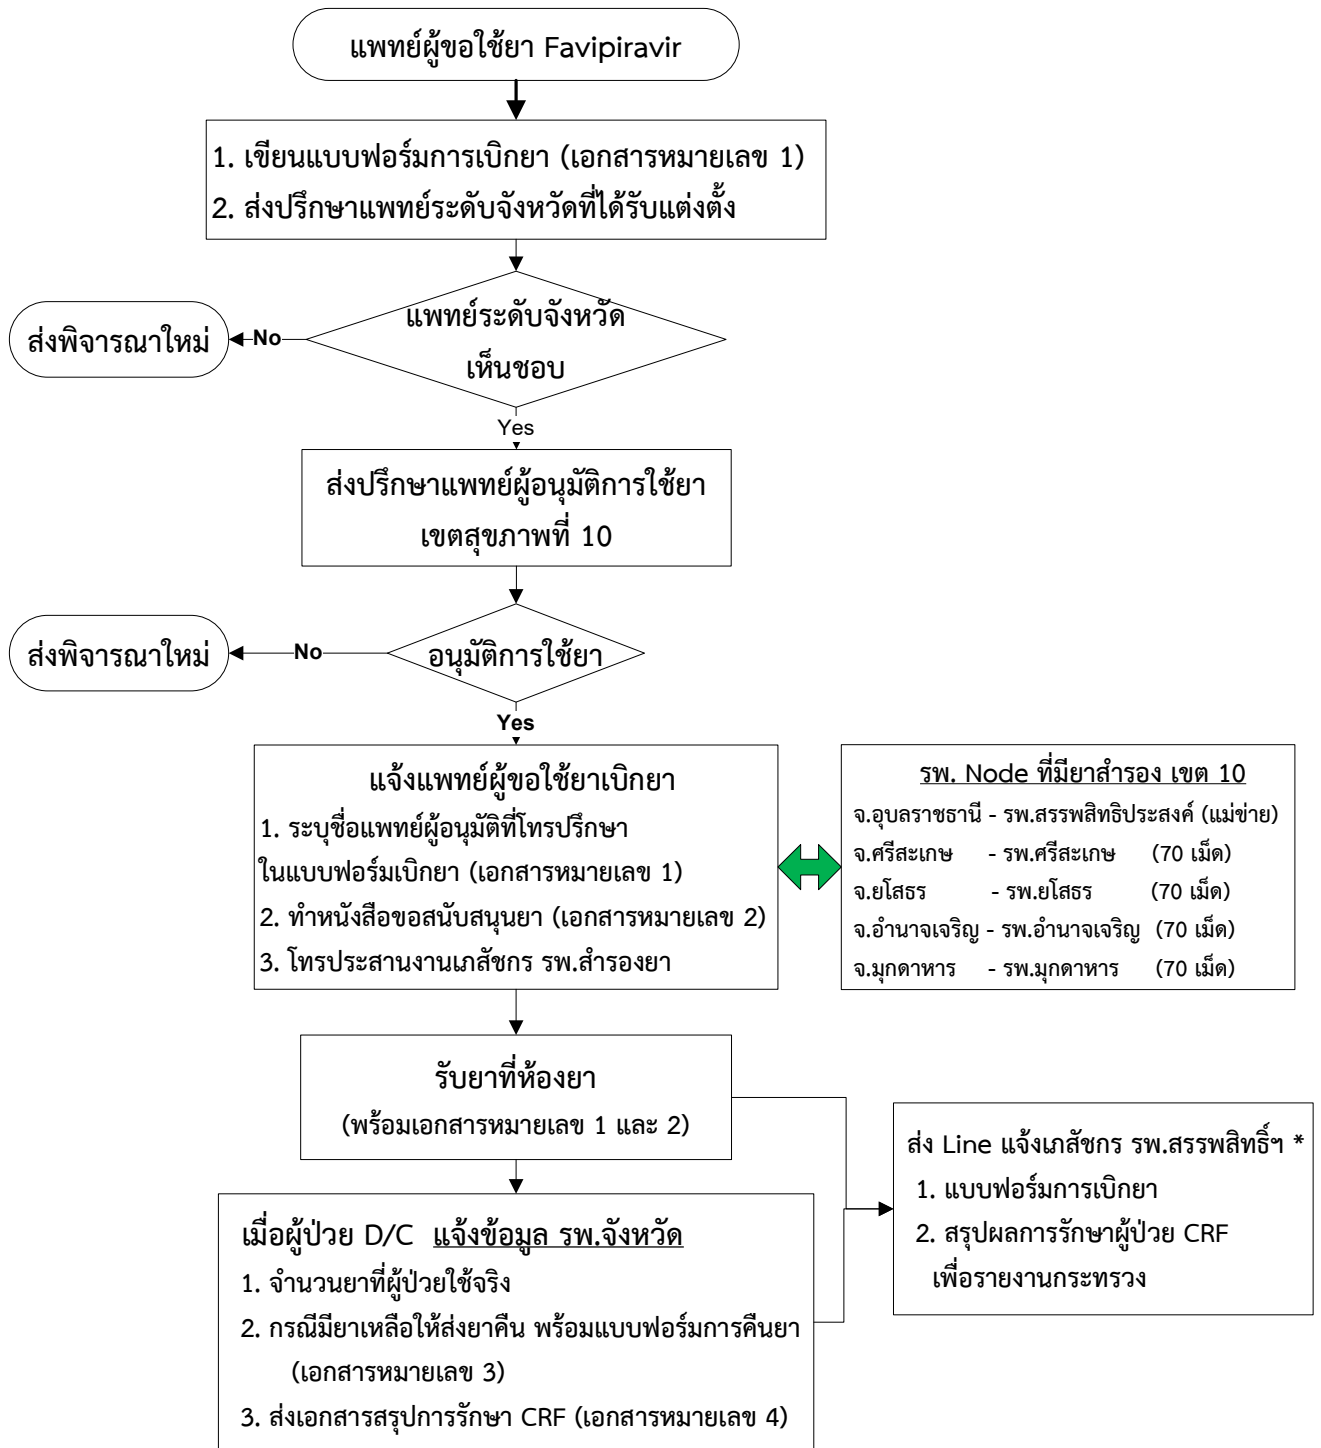 แพทย์ผู้ขอใช้ยา Favipiravir
1. เขียนแบบฟอร์มการเบิกยา (เอกสารหมายเลข 1)
2. ส่งปรึกษาแพทย์ระดับจังหวัดที่ได้รับแต่งตั้ง
แพทย์ระดับจังหวัด
เห็นชอบ
No
ส่งพิจารณาใหม่
Yes
ส่งปรึกษาแพทย์ผู้อนุมัติการใช้ยา
เขตสุขภาพที่ 10
อนุมัติการใช้ยา
No
ส่งพิจารณาใหม่
Yes
แจ้งแพทย์ผู้ขอใช้ยาเบิกยา
1. ระบุชื่อแพทย์ผู้อนุมัติที่โทรปรึกษา
ในแบบฟอร์มเบิกยา (เอกสารหมายเลข 1)
2. ทำหนังสือขอสนับสนุนยา (เอกสารหมายเลข 2)
3. โทรประสานงานเภสัชกร รพ.สำรองยา
รพ. Node ที่มียาสำรอง เขต 10
จ.อุบลราชธานี - รพ.สรรพสิทธิประสงค์ (แม่ข่าย)
จ.ศรีสะเกษ - รพ.ศรีสะเกษ (70 เม็ด)
จ.ยโสธร - รพ.ยโสธร (70 เม็ด)
จ.อำนาจเจริญ - รพ.อำนาจเจริญ (70 เม็ด)
จ.มุกดาหาร - รพ.มุกดาหาร (70 เม็ด)
รับยาที่ห้องยา
(พร้อมเอกสารหมายเลข 1 และ 2)
ส่ง Line แจ้งเภสัชกร รพ.สรรพสิทธิ์ฯ *
1. แบบฟอร์มการเบิกยา
2. สรุปผลการรักษาผู้ป่วย CRF
เพื่อรายงานกระทรวง
เมื่อผู้ป่วย D/C แจ้งข้อมูล รพ.จังหวัด
1. จำนวนยาที่ผู้ป่วยใช้จริง
2. กรณีมียาเหลือให้ส่งยาคืน พร้อมแบบฟอร์มการคืนยา
(เอกสารหมายเลข 3)
3. ส่งเอกสารสรุปการรักษา CRF (เอกสารหมายเลข 4)